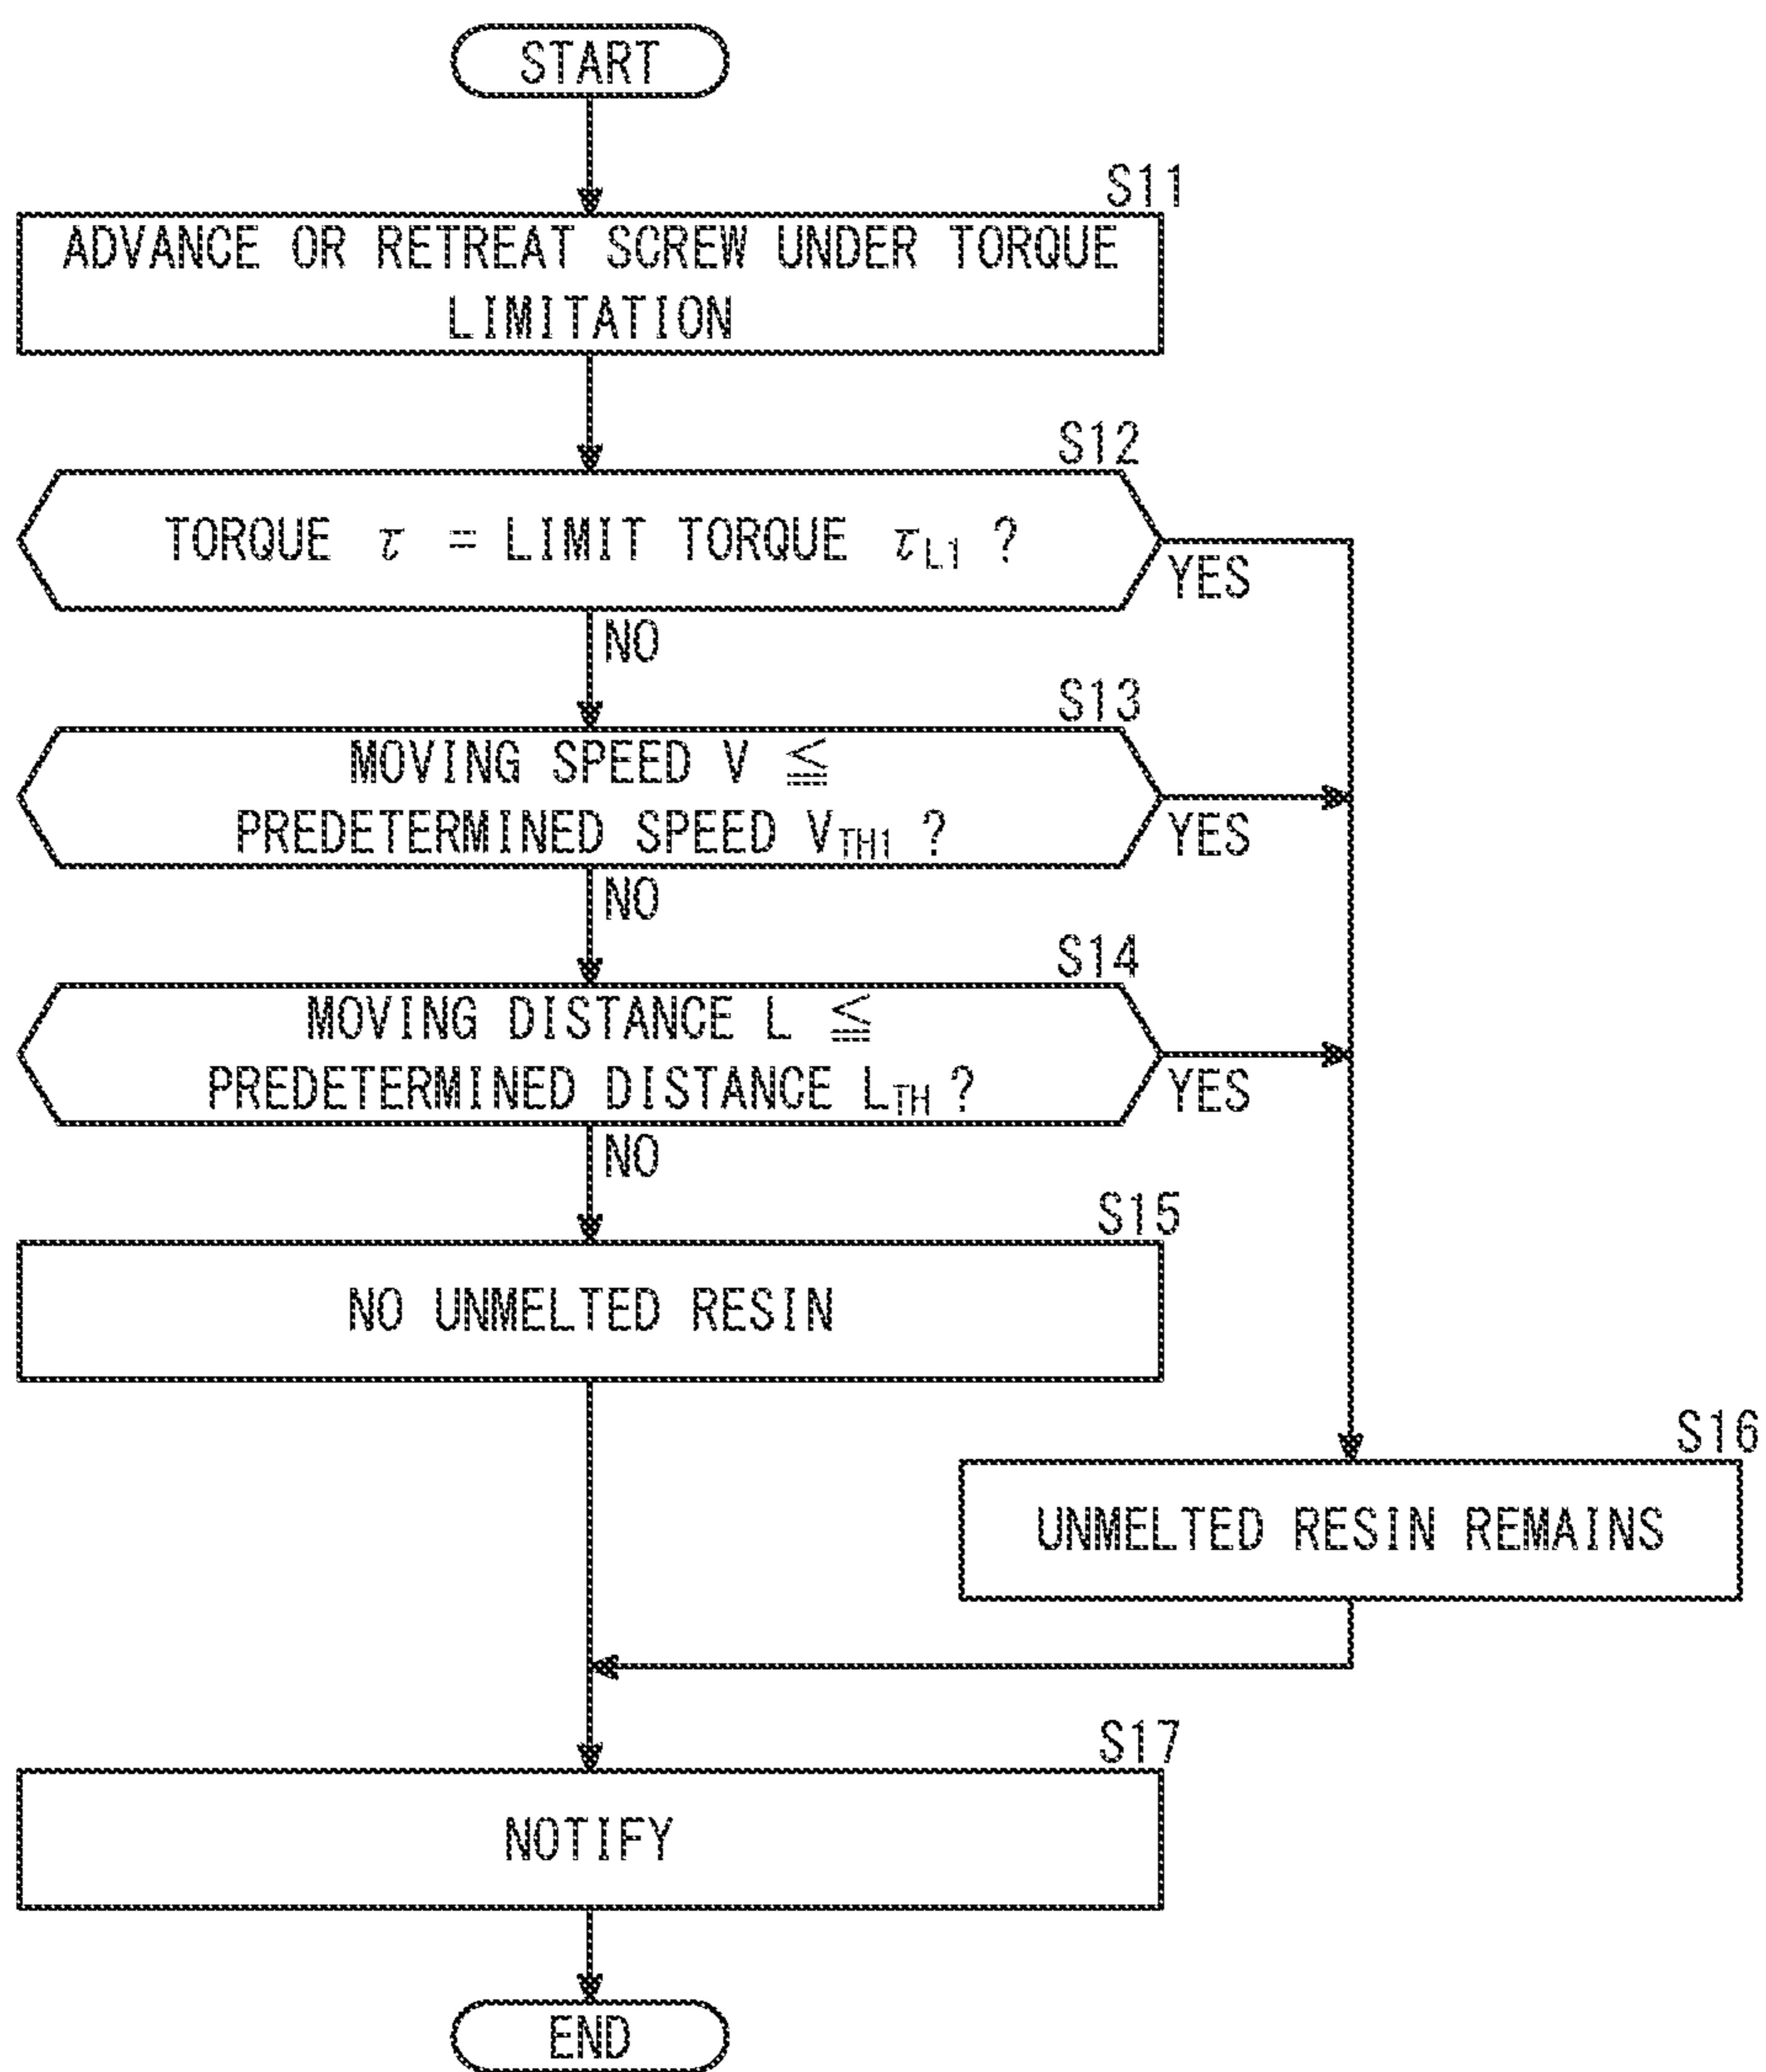 START
S11
ADVANCE OR RETREAT SCREW UNDER TORQUE
LIMITATION
S12
TORQUE τ = LIMIT TORQUE τL1 ?
YES
NO
S13
MOVING SPEED V ≦
PREDETERMINED SPEED VTH1 ?
YES
NO
S14
MOVING DISTANCE L ≦
PREDETERMINED DISTANCE LTH ?
YES
NO
S15
NO UNMELTED RESIN
S16
UNMELTED RESIN REMAINS
S17
NOTIFY
END